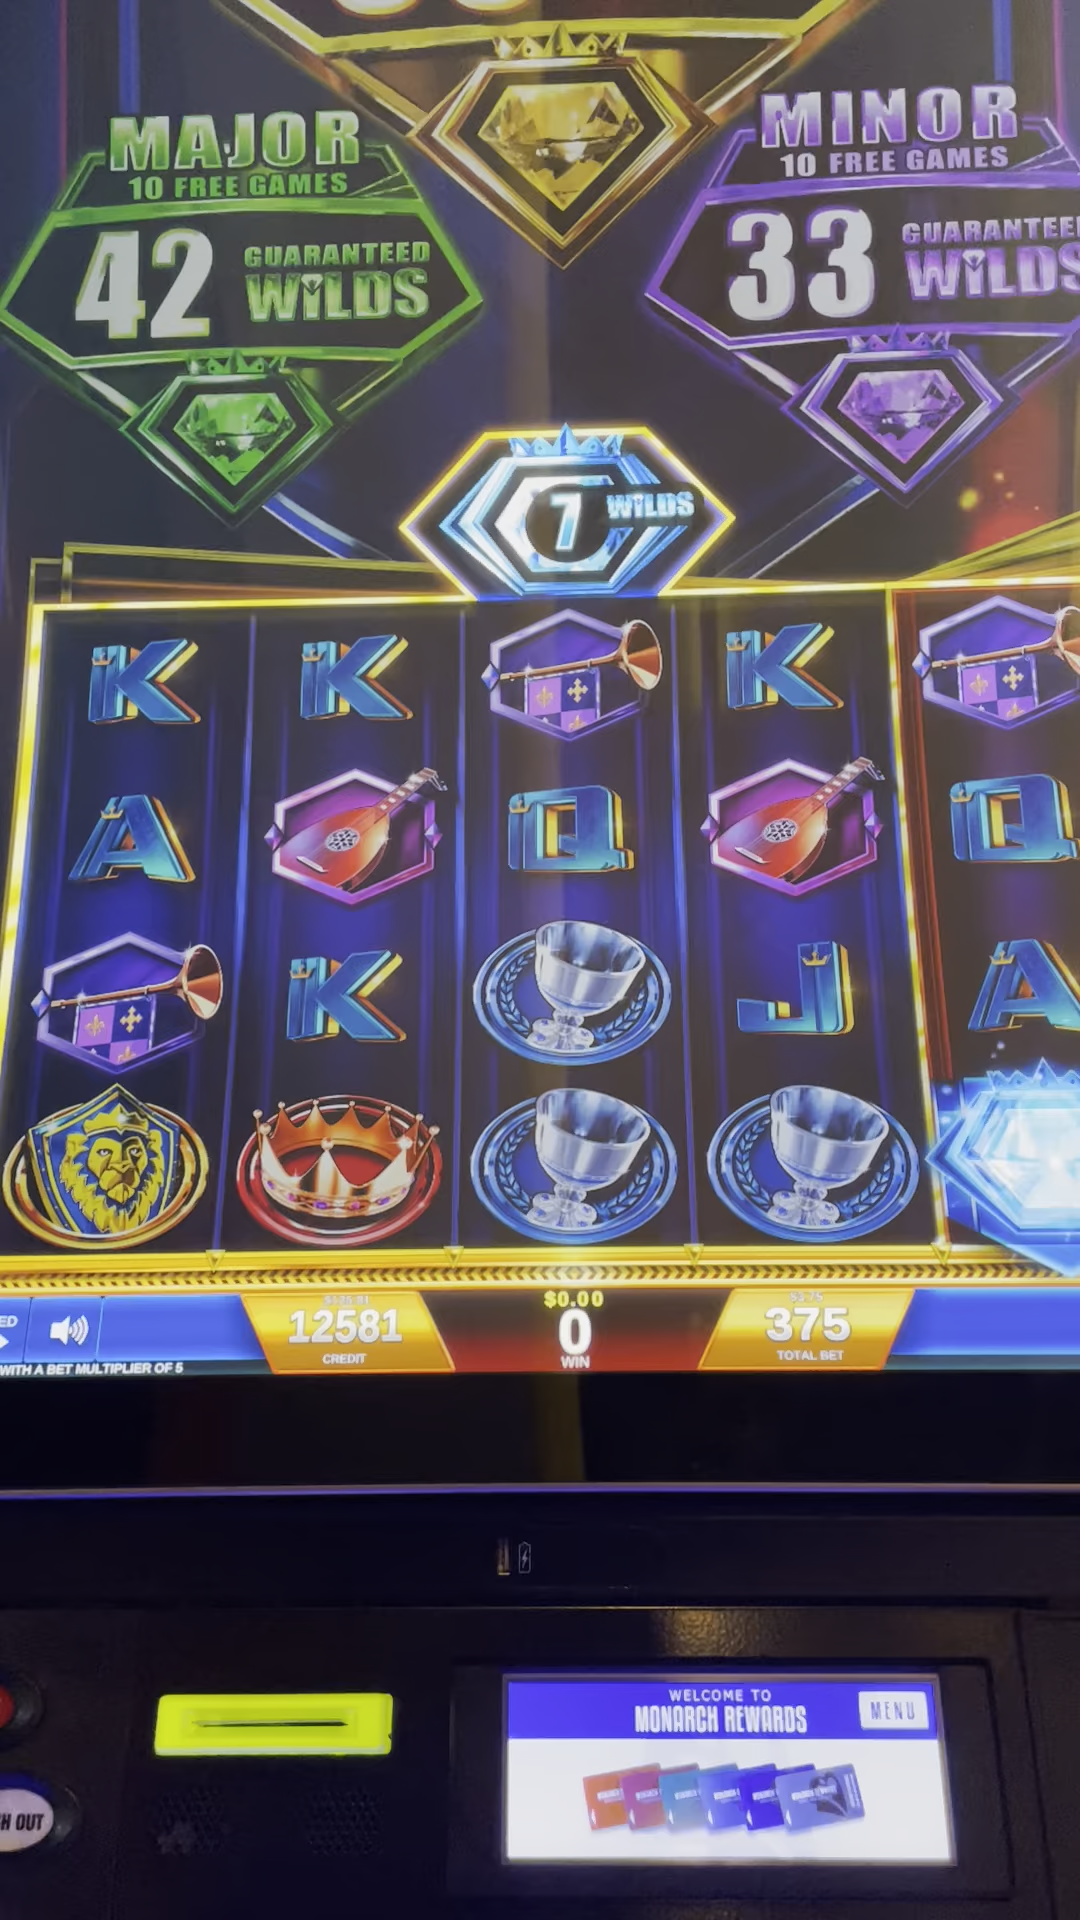 MAJOR
10 FREE GAMES
42 GUARANTEED
WILDS
MINOR
10 FREE GAMES
33 GUARANTEED
WILDS
7 WILDS
K K K
A Q Q
K J A
$0.00
12581
CREDIT
0
WIN
375
TOTAL BET
WITH A BET MULTIPLIER OF 5
WELCOME TO
MONARCH REWARDS
MENU
H OUT